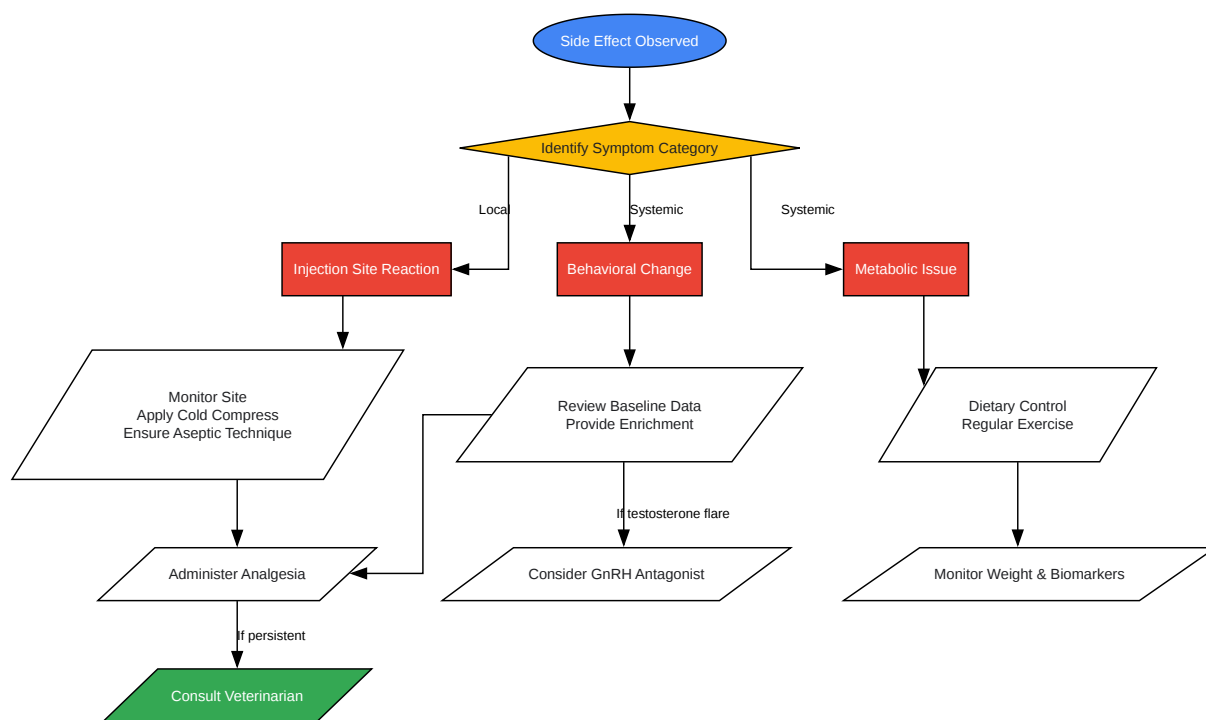 Side Effect Observed
Identify Symptom Category
Local
Systemic
Systemic
Injection Site Reaction
Behavioral Change
Metabolic Issue
Monitor Site
Apply Cold Compress
Ensure Aseptic Technique
Review Baseline Data
Provide Enrichment
Dietary Control
Regular Exercise
If testosterone flare
Administer Analgesia
Consider GnRH Antagonist
Monitor Weight & Biomarkers
If persistent
Consult Veterinarian